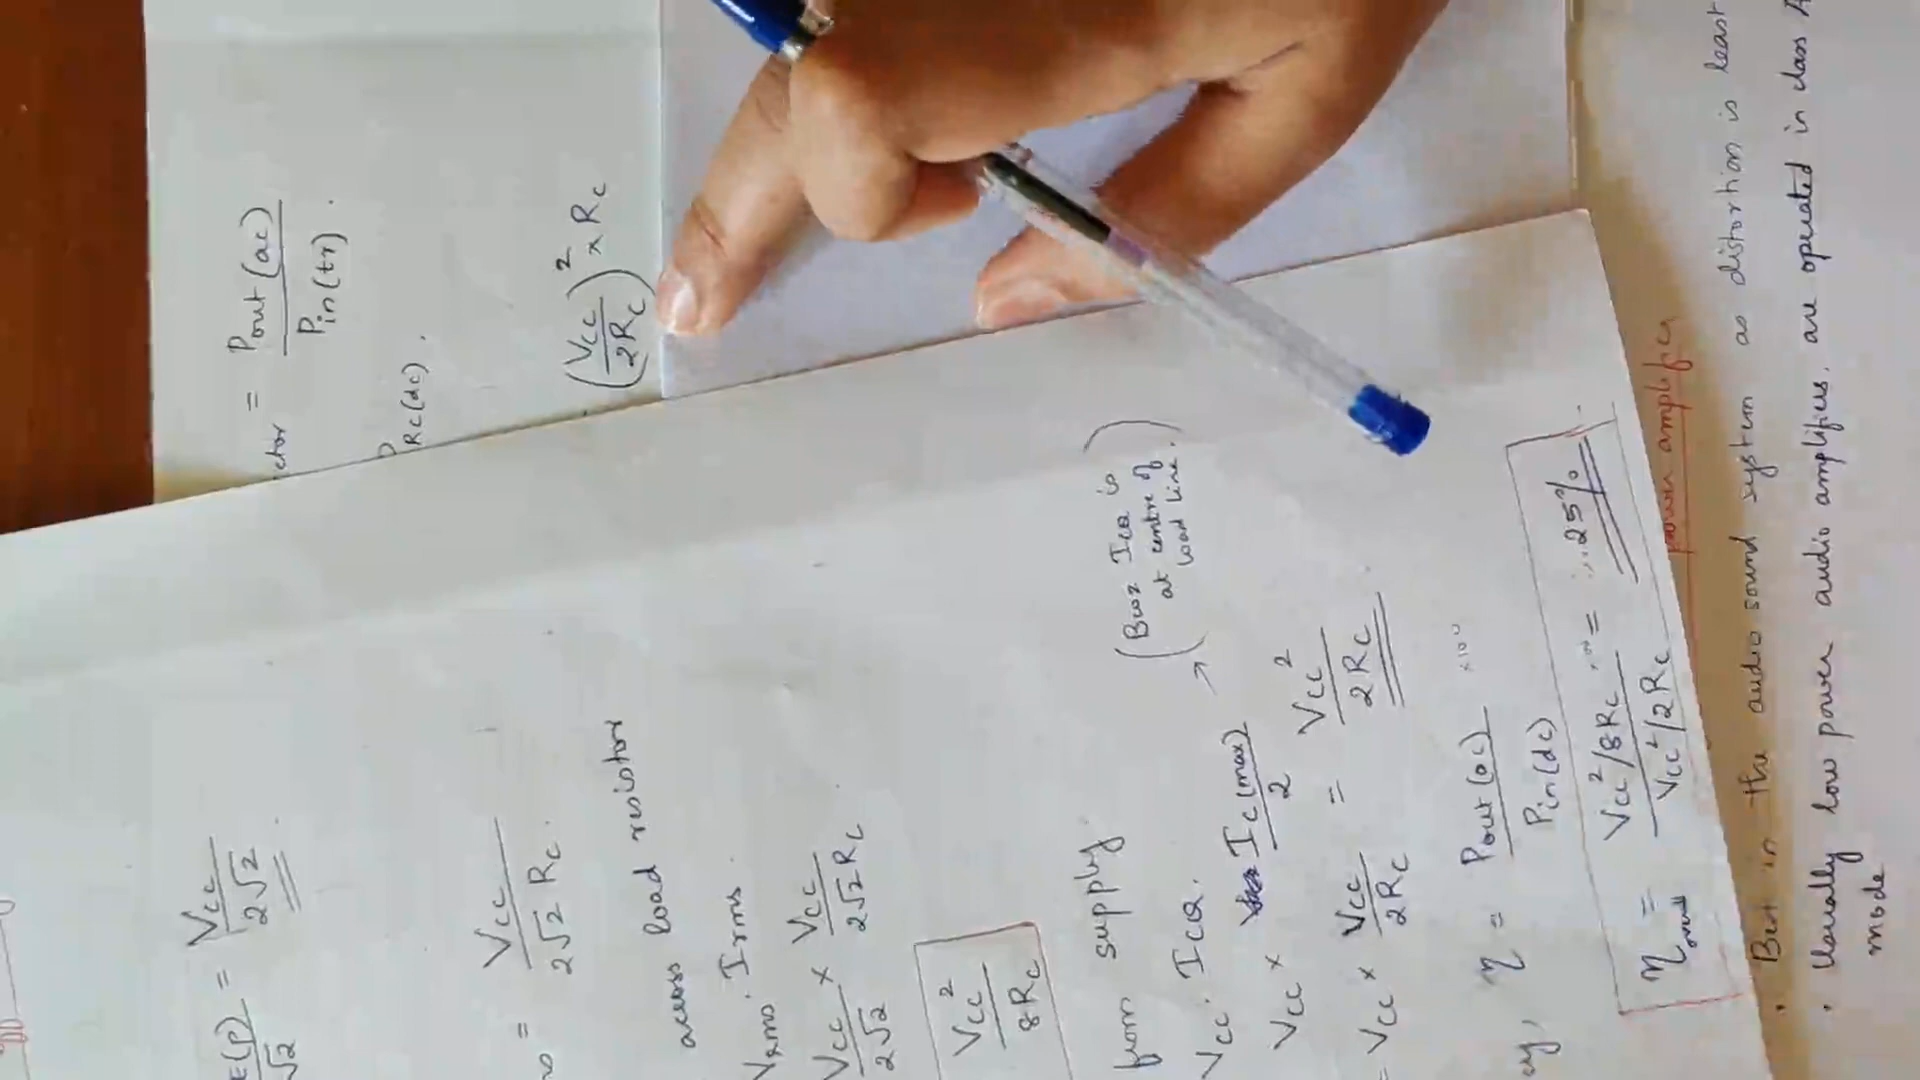 ctor = Pout(ac) / Pin(tr) .
RC(dc) .
(Vcc / 2Rc)² × Rc
E(P) / √2 = Vcc / 2√2
= Vcc / 2√2 Rc .
across load resistor
Vrms . Irms
Vcc / 2√2 × Vcc / 2√2 Rc
Vcc² / 8Rc
from supply
Vcc . ICQ . → (Bcoz ICQ is at centre of load line.)
Vcc × Ic(max) / 2
= Vcc × Vcc / 2Rc = Vcc² / 2Rc .
η = Pout(ac) / Pin(dc) ×100
η = Vcc²/8Rc / Vcc²/2Rc = 25% .
power amplifier
· Best in the audio sound system as distortion is least
· Usually low power audio amplifiers, are operated in class A
mode